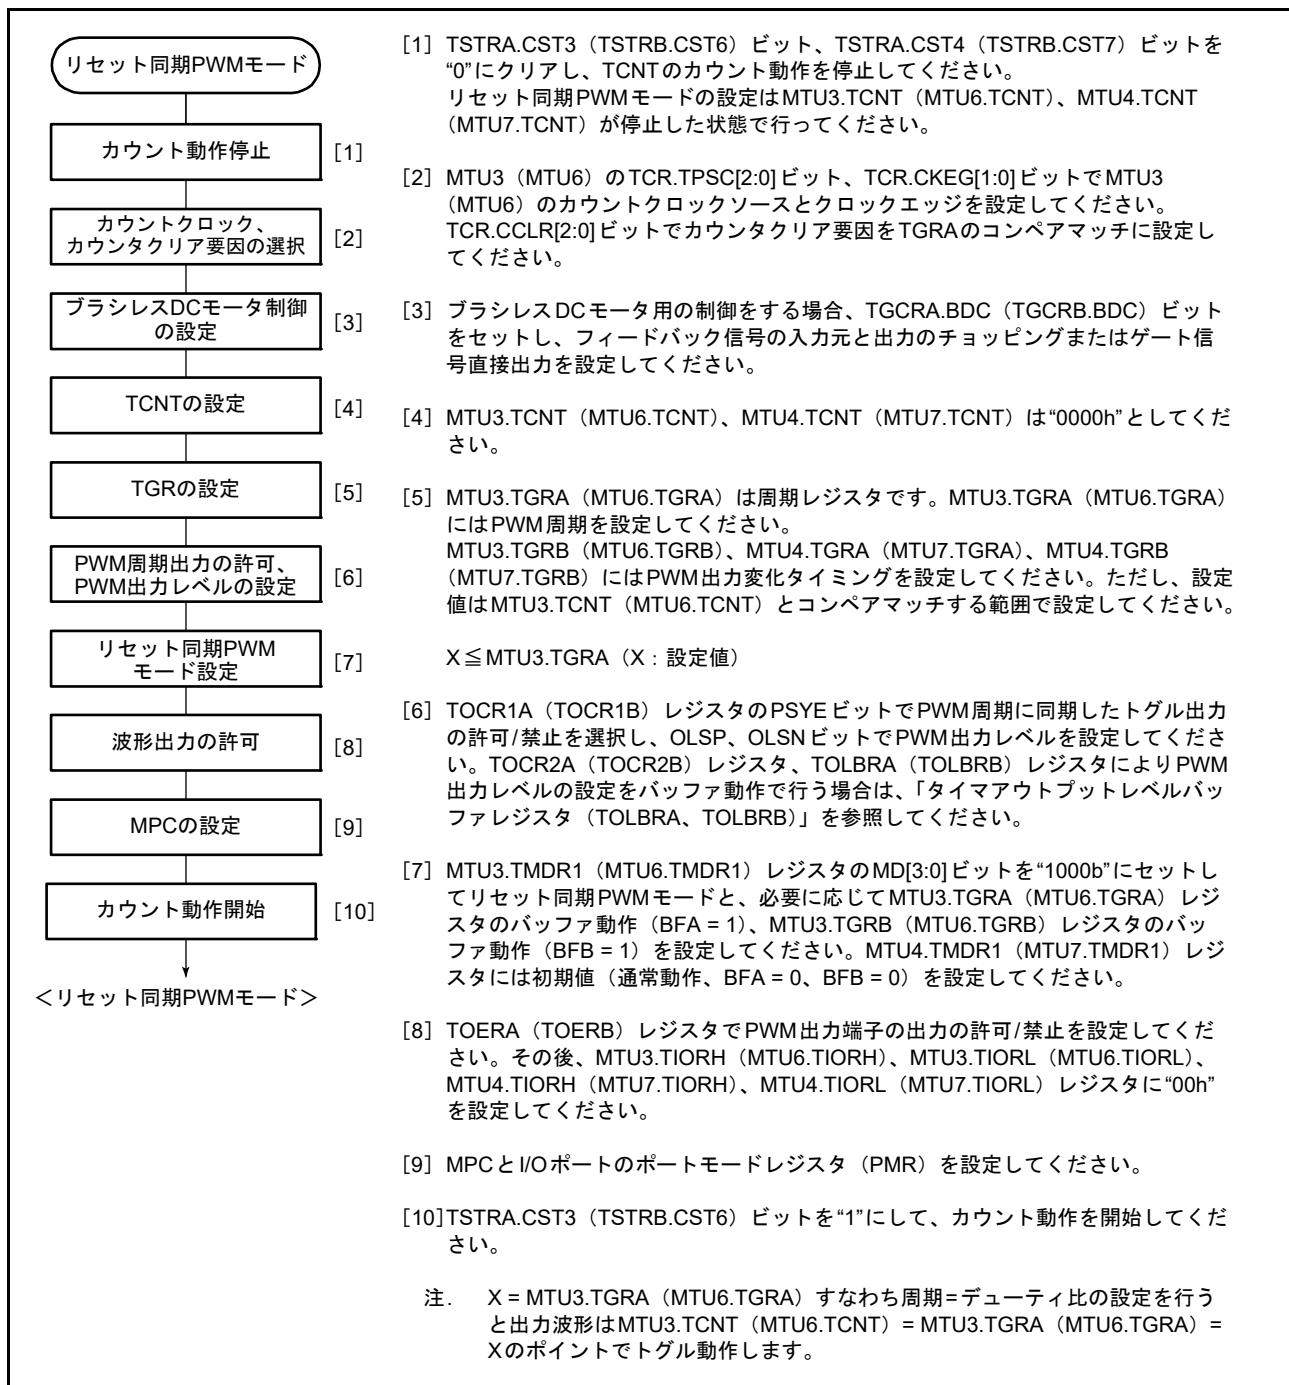 リセット同期PWMモード
カウント動作停止
[1]
カウントクロック、
カウンタクリア要因の選択
[2]
ブラシレスDCモータ制御
の設定
[3]
TCNTの設定
[4]
TGRの設定
[5]
PWM周期出力の許可、
PWM出力レベルの設定
[6]
リセット同期PWM
モード設定
[7]
波形出力の許可
[8]
MPCの設定
[9]
カウント動作開始
[10]
＜リセット同期PWMモード＞
[1] TSTRA.CST3（TSTRB.CST6）ビット、TSTRA.CST4（TSTRB.CST7）ビットを
“0”にクリアし、TCNTのカウント動作を停止してください。
リセット同期PWMモードの設定はMTU3.TCNT（MTU6.TCNT）、MTU4.TCNT
（MTU7.TCNT）が停止した状態で行ってください。
[2] MTU3（MTU6）のTCR.TPSC[2:0]ビット、TCR.CKEG[1:0]ビットでMTU3
（MTU6）のカウントクロックソースとクロックエッジを設定してください。
TCR.CCLR[2:0]ビットでカウンタクリア要因をTGRAのコンペアマッチに設定し
てください。
[3] ブラシレスDCモータ用の制御をする場合、TGCRA.BDC（TGCRB.BDC）ビット
をセットし、フィードバック信号の入力元と出力のチョッピングまたはゲート信
号直接出力を設定してください。
[4] MTU3.TCNT（MTU6.TCNT）、MTU4.TCNT（MTU7.TCNT）は“0000h”としてくだ
さい。
[5] MTU3.TGRA（MTU6.TGRA）は周期レジスタです。MTU3.TGRA（MTU6.TGRA）
にはPWM周期を設定してください。
MTU3.TGRB（MTU6.TGRB）、MTU4.TGRA（MTU7.TGRA）、MTU4.TGRB
（MTU7.TGRB）にはPWM出力変化タイミングを設定してください。ただし、設定
値はMTU3.TCNT（MTU6.TCNT）とコンペアマッチする範囲で設定してください。
X≦MTU3.TGRA（X：設定値）
[6] TOCR1A（TOCR1B）レジスタのPSYEビットでPWM周期に同期したトグル出力
の許可/禁止を選択し、OLSP、OLSNビットでPWM出力レベルを設定してくださ
い。TOCR2A（TOCR2B）レジスタ、TOLBRA（TOLBRB）レジスタによりPWM
出力レベルの設定をバッファ動作で行う場合は、「タイマアウトプットレベルバッ
ファレジスタ（TOLBRA、TOLBRB）」を参照してください。
[7] MTU3.TMDR1（MTU6.TMDR1）レジスタのMD[3:0]ビットを“1000b”にセットし
てリセット同期PWMモードと、必要に応じてMTU3.TGRA（MTU6.TGRA）レジ
スタのバッファ動作（BFA = 1）、MTU3.TGRB（MTU6.TGRB）レジスタのバッ
ファ動作（BFB = 1）を設定してください。MTU4.TMDR1（MTU7.TMDR1）レジ
スタには初期値（通常動作、BFA = 0、BFB = 0）を設定してください。
[8] TOERA（TOERB）レジスタでPWM出力端子の出力の許可/禁止を設定してくだ
さい。その後、MTU3.TIORH（MTU6.TIORH）、MTU3.TIORL（MTU6.TIORL）、
MTU4.TIORH（MTU7.TIORH）、MTU4.TIORL（MTU7.TIORL）レジスタに“00h”
を設定してください。
[9] MPCとI/Oポートのポートモードレジスタ（PMR）を設定してください。
[10]TSTRA.CST3（TSTRB.CST6）ビットを“1”にして、カウント動作を開始してくだ
さい。
注. X = MTU3.TGRA（MTU6.TGRA）すなわち周期=デューティ比の設定を行う
と出力波形はMTU3.TCNT（MTU6.TCNT）= MTU3.TGRA（MTU6.TGRA）=
Xのポイントでトグル動作します。